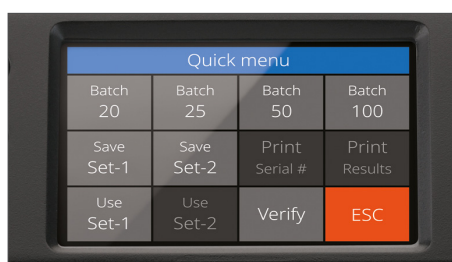 Quick menu
Batch
20
Batch
25
Batch
50
Batch
100
Save
Set-1
Save
Set-2
Print
Serial #
Print
Results
Use
Set-1
Use
Set-2
Verify
ESC